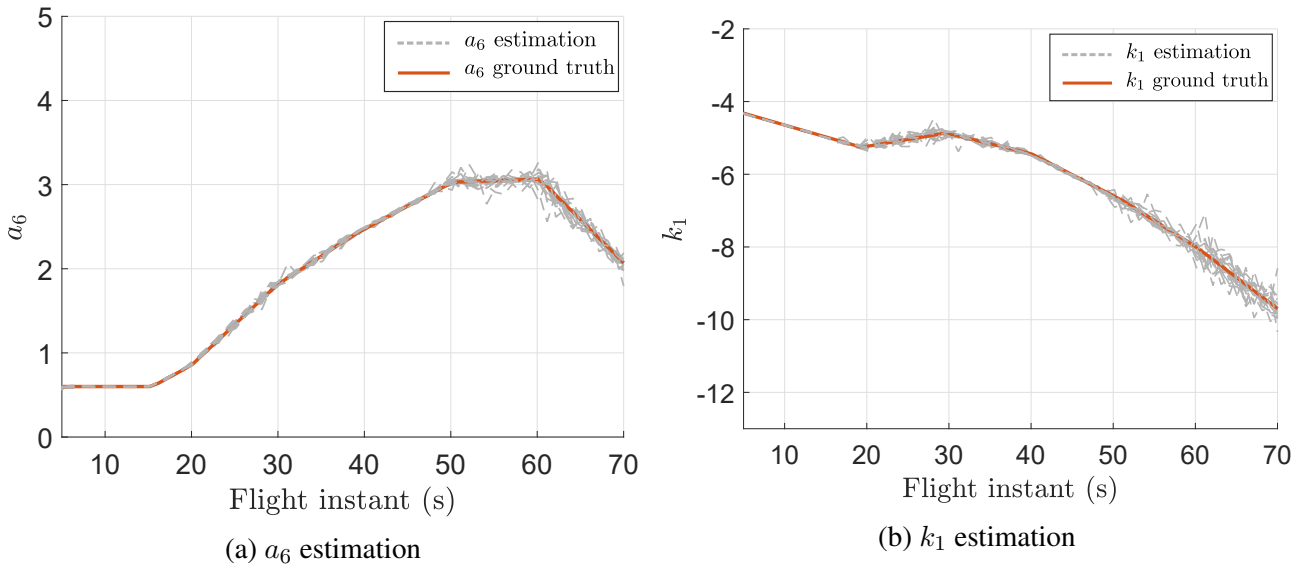 5
4
3
2
1
0
10 20 30 40 50 60 70
a6
Flight instant (s)
a6 estimation
a6 ground truth
(a) a6 estimation
-2
-4
-6
-8
-10
-12
10 20 30 40 50 60 70
k1
Flight instant (s)
k1 estimation
k1 ground truth
(b) k1 estimation